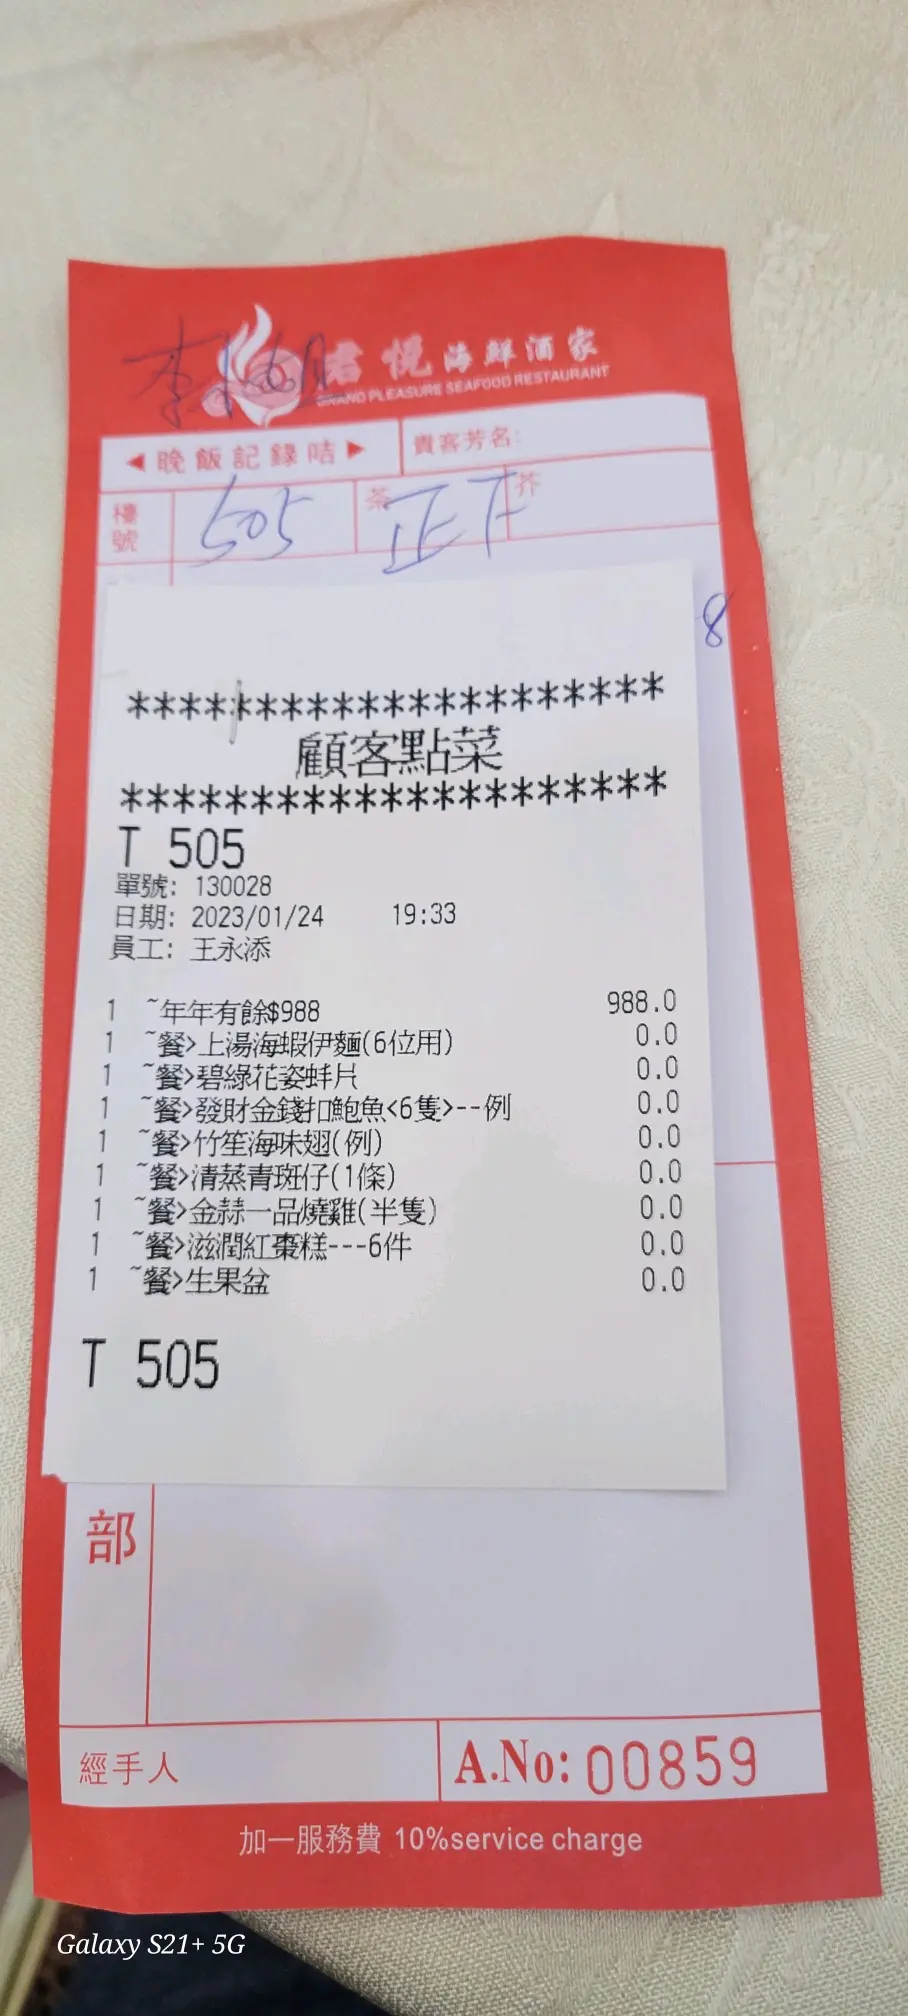 君悅海鮮酒家
GRAND PLEASURE SEAFOOD RESTAURANT
◀晚飯記錄咭▶
貴客芳名:
檯號
505
茶
正下
芥
8
*********************
顧客點菜
*********************
T 505
單號: 130028
日期: 2023/01/24 19:33
員工: 王永添
1 ~年年有餘$988 988.0
1 ~餐>上湯海蝦伊麵(6位用) 0.0
1 ~餐>碧綠花姿蚌片 0.0
1 ~餐>發財金錢扣鮑魚<6隻>--例 0.0
1 ~餐>竹笙海味翅(例) 0.0
1 ~餐>清蒸青斑仔(1條) 0.0
1 ~餐>金蒜一品燒雞(半隻) 0.0
1 ~餐>滋潤紅棗糕---6件 0.0
1 ~餐>生果盆 0.0
T 505
部
經手人
A.No: 00859
加一服務費 10%service charge
Galaxy S21+ 5G